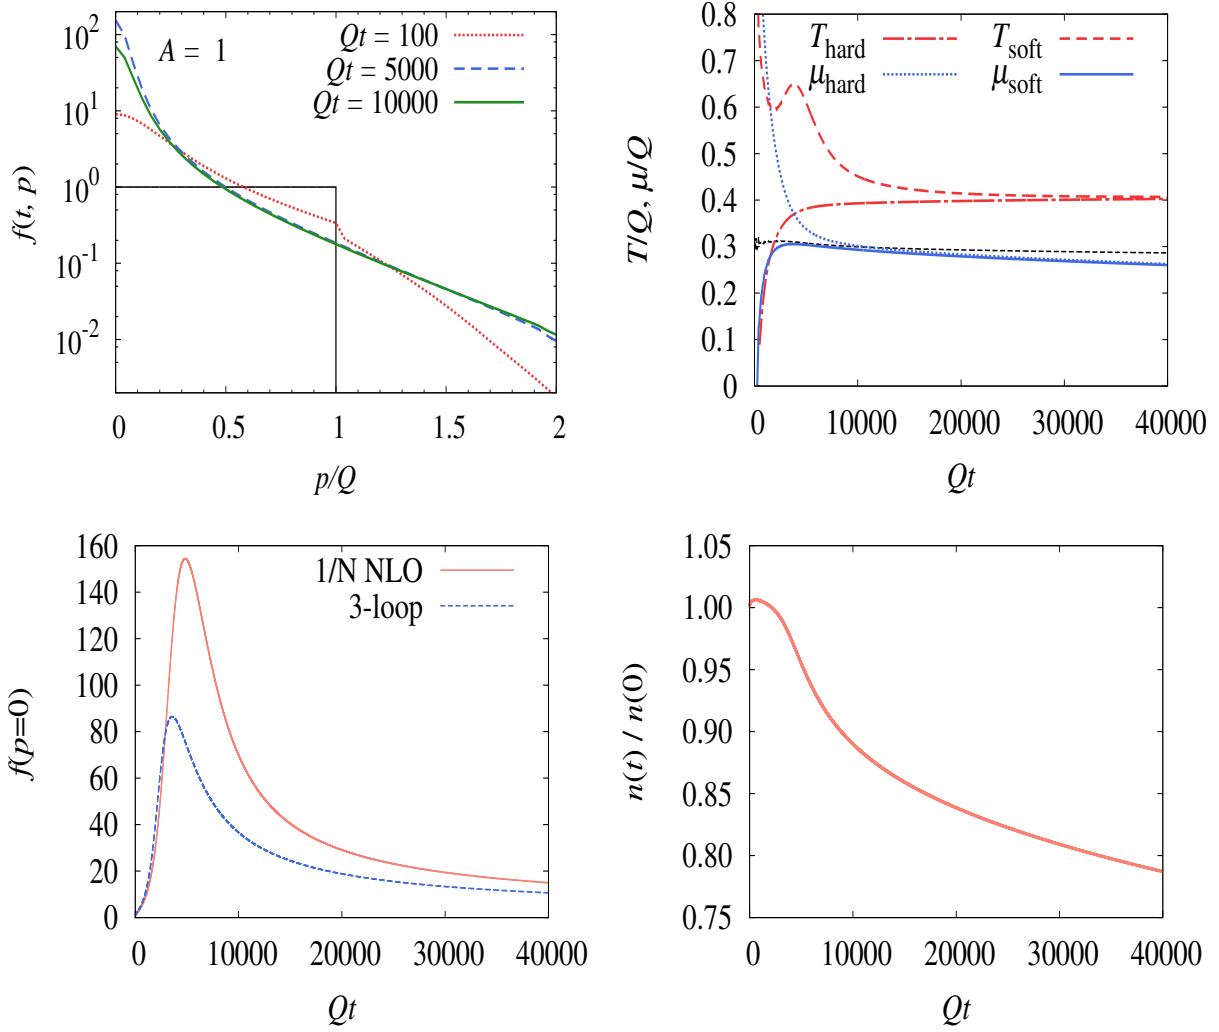 A = 1
Qt = 100
Qt = 5000
Qt = 10000
f(t, p)
10^2
10^1
10^0
10^-1
10^-2
0 0.5 1 1.5 2
p/Q
T_hard T_soft
μ_hard μ_soft
T/Q, μ/Q
0.8
0.7
0.6
0.5
0.4
0.3
0.2
0.1
0
0 10000 20000 30000 40000
Qt
1/N NLO
3-loop
f(p=0)
160
140
120
100
80
60
40
20
0
0 10000 20000 30000 40000
Qt
n(t) / n(0)
1.05
1.00
0.95
0.90
0.85
0.80
0.75
0 10000 20000 30000 40000
Qt